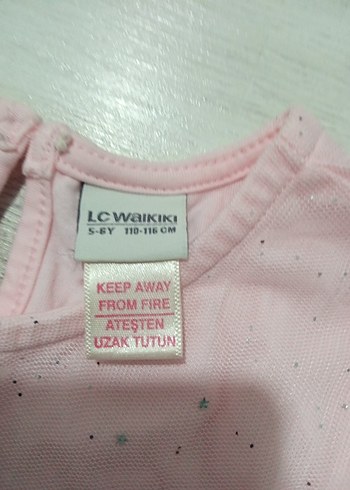 LC WAIKIKI
5-6Y 110-116 CM
KEEP AWAY
FROM FIRE
ATEŞTEN
UZAK TUTUN